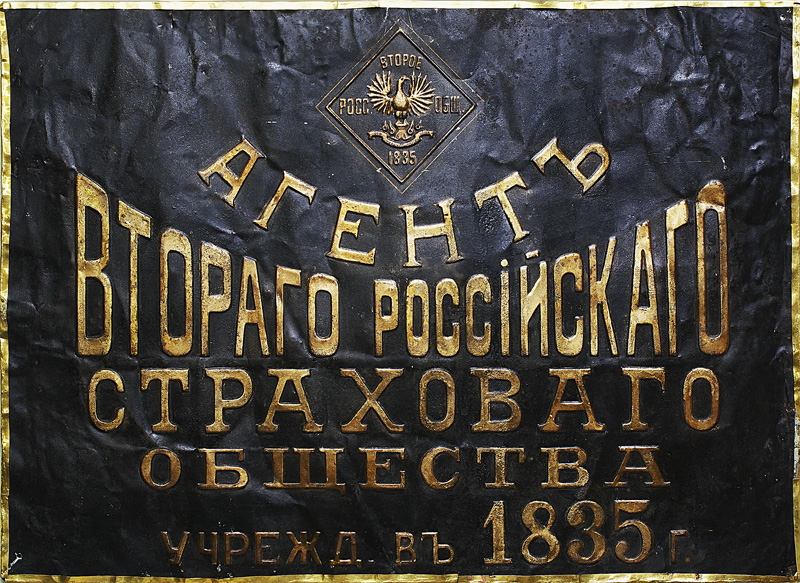 ВТОРОЕ
РОСС. ОБЩ.
1835
АГЕНТЪ
ВТОРАГО РОССІЙСКАГО
СТРАХОВАГО
ОБЩЕСТВА
УЧРЕЖД. ВЪ 1835 Г.